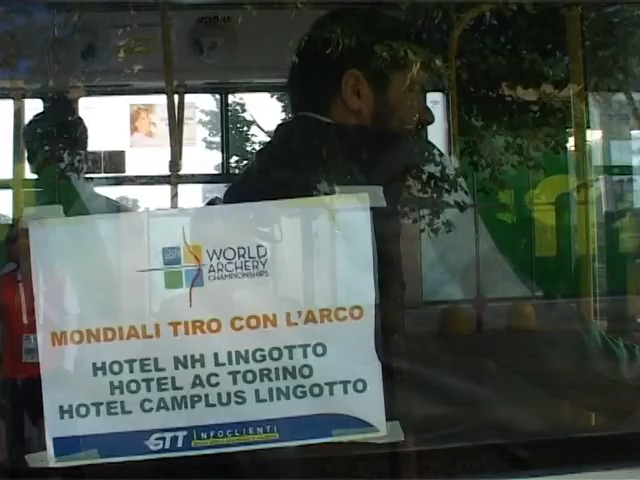 WORLD
ARCHERY
CHAMPIONSHIPS
MONDIALI TIRO CON L'ARCO
HOTEL NH LINGOTTO
HOTEL AC TORINO
HOTEL CAMPLUS LINGOTTO
GTT INFOCLIENTI